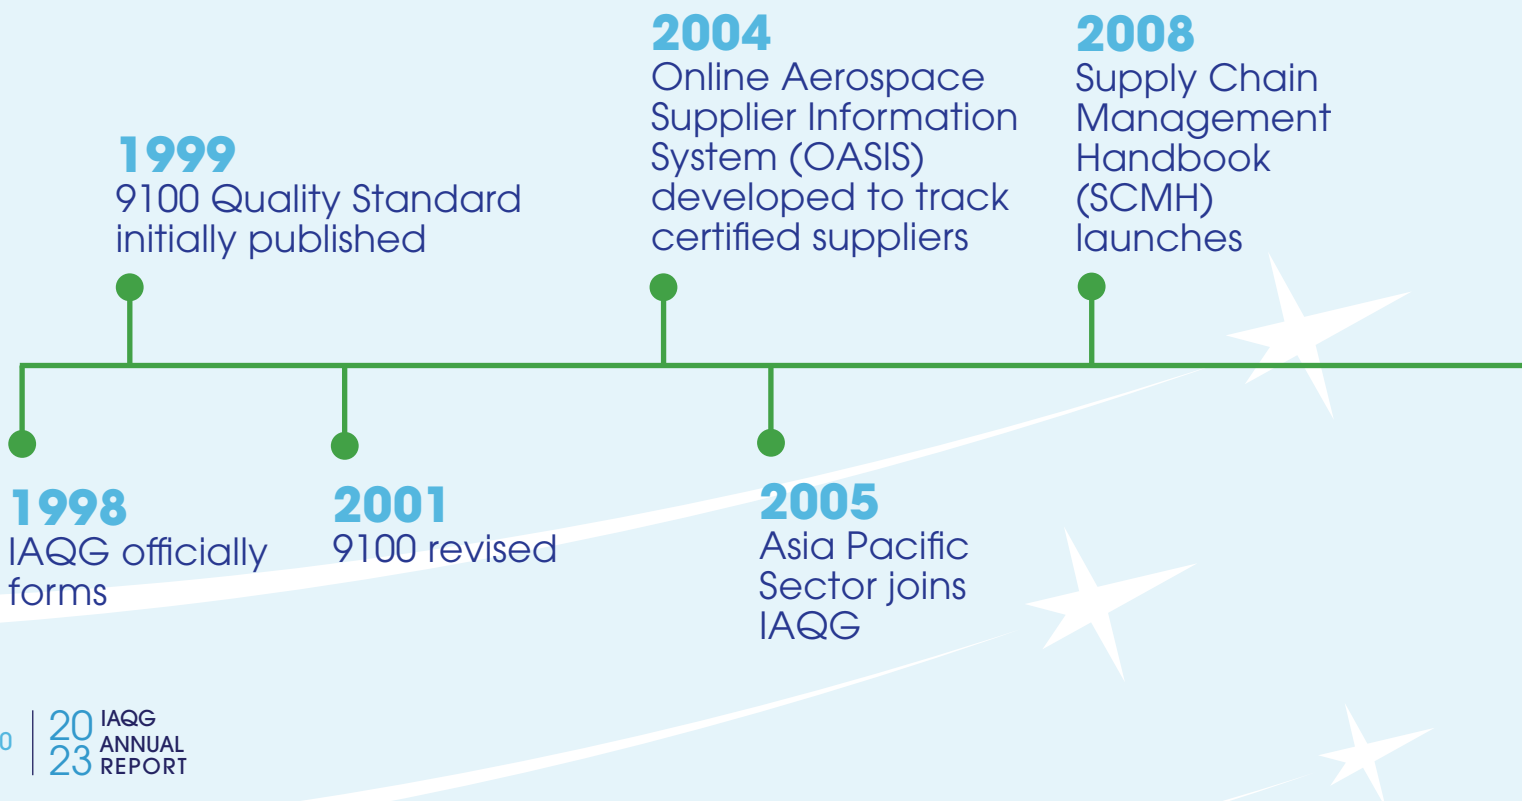 2004
Online Aerospace
Supplier Information
System (OASIS)
developed to track
certified suppliers
2008
Supply Chain
Management
Handbook
(SCMH)
launches
1999
9100 Quality Standard
initially published
1998
IAQG officially
forms
2001
9100 revised
2005
Asia Pacific
Sector joins
IAQG
0
20
23
IAQG
ANNUAL
REPORT